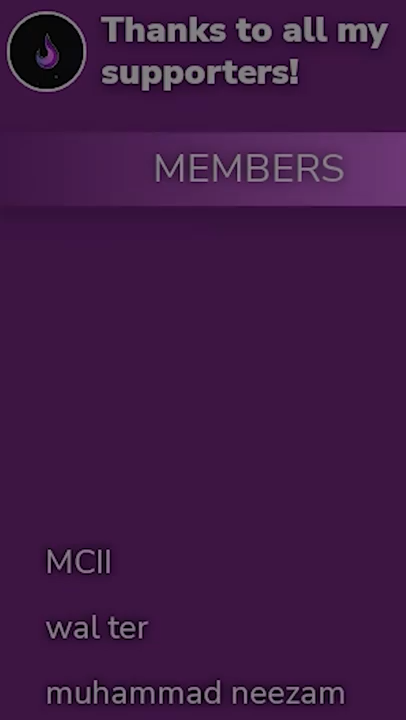 Thanks to all my
supporters!
MEMBERS
MCII
wal ter
muhammad neezam